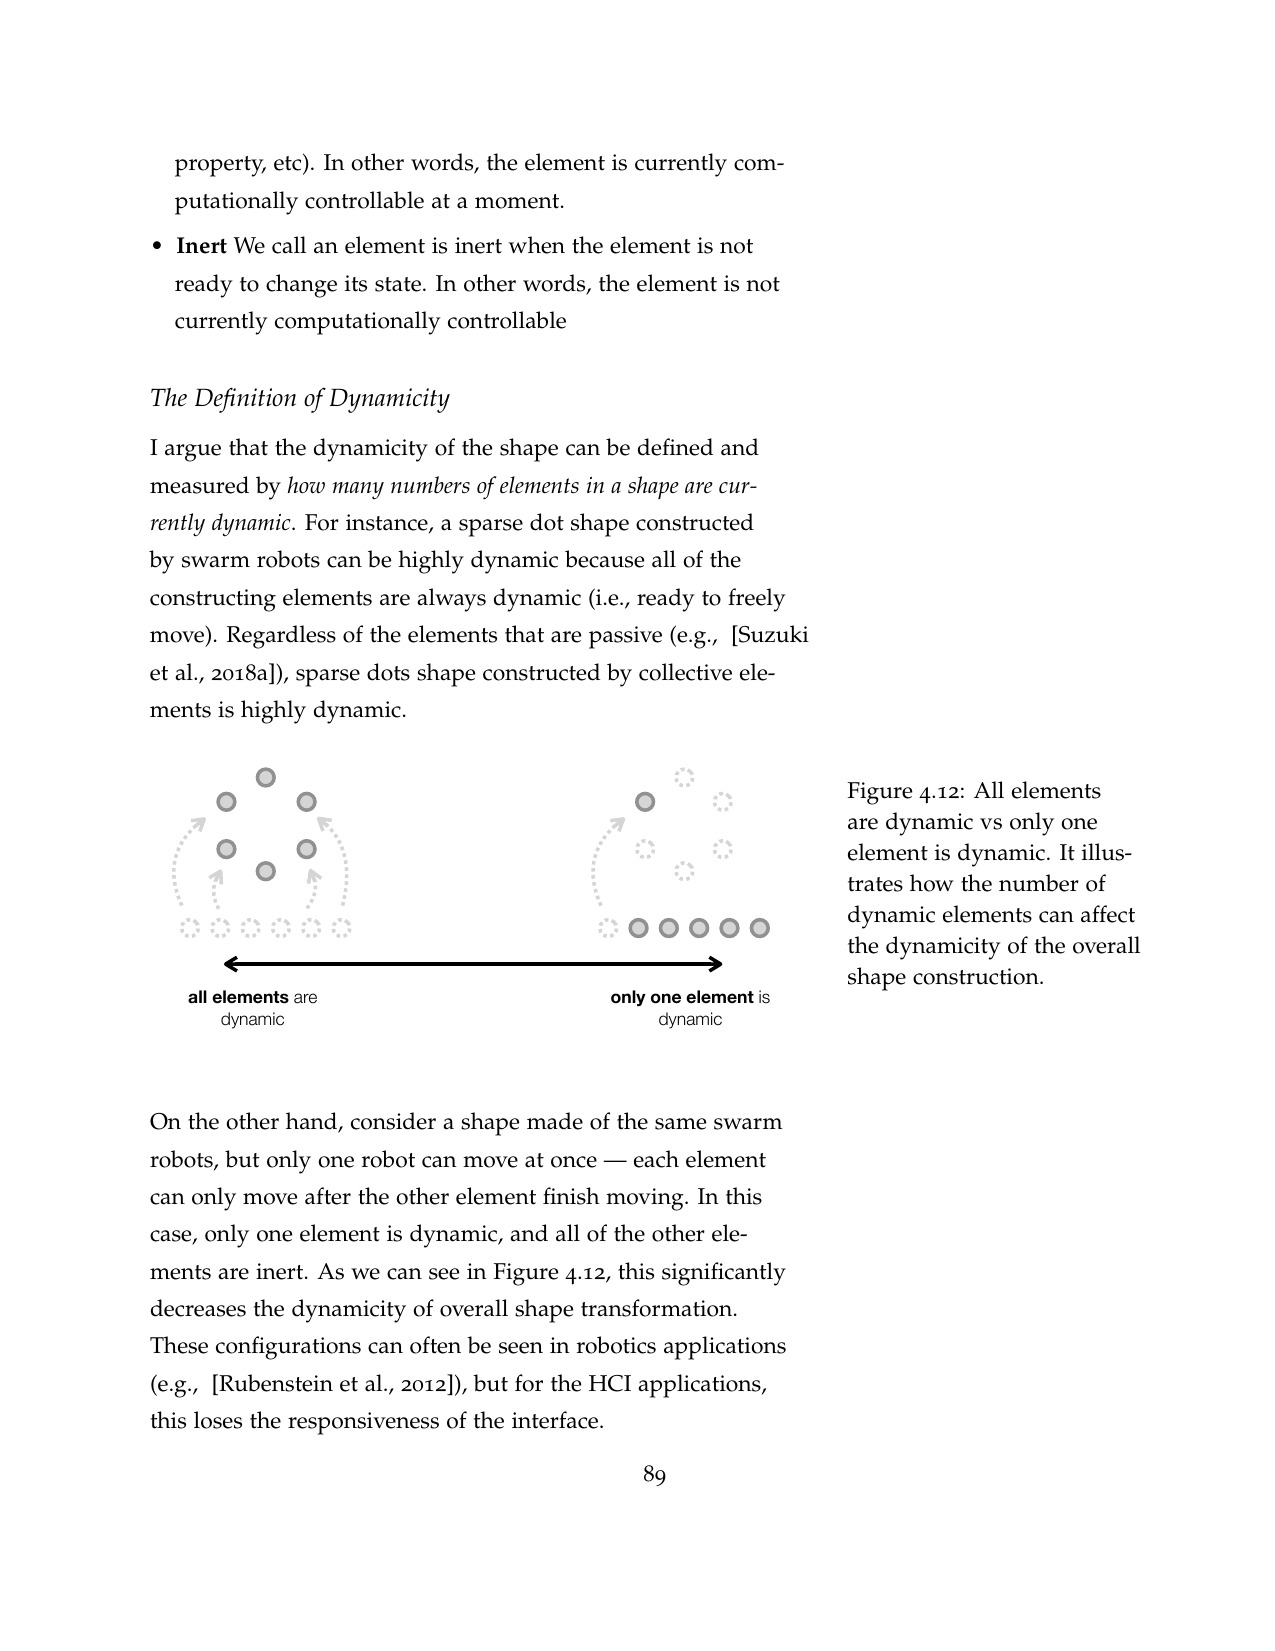 property, etc). In other words, the element is currently com-
putationally controllable at a moment.
• Inert We call an element is inert when the element is not
ready to change its state. In other words, the element is not
currently computationally controllable
The Definition of Dynamicity
I argue that the dynamicity of the shape can be defined and
measured by how many numbers of elements in a shape are cur-
rently dynamic. For instance, a sparse dot shape constructed
by swarm robots can be highly dynamic because all of the
constructing elements are always dynamic (i.e., ready to freely
move). Regardless of the elements that are passive (e.g., [Suzuki
et al., 2018a]), sparse dots shape constructed by collective ele-
ments is highly dynamic.
all elements are
dynamic
only one element is
dynamic
Figure 4.12: All elements
are dynamic vs only one
element is dynamic. It illus-
trates how the number of
dynamic elements can affect
the dynamicity of the overall
shape construction.
On the other hand, consider a shape made of the same swarm
robots, but only one robot can move at once — each element
can only move after the other element finish moving. In this
case, only one element is dynamic, and all of the other ele-
ments are inert. As we can see in Figure 4.12, this significantly
decreases the dynamicity of overall shape transformation.
These configurations can often be seen in robotics applications
(e.g., [Rubenstein et al., 2012]), but for the HCI applications,
this loses the responsiveness of the interface.
89